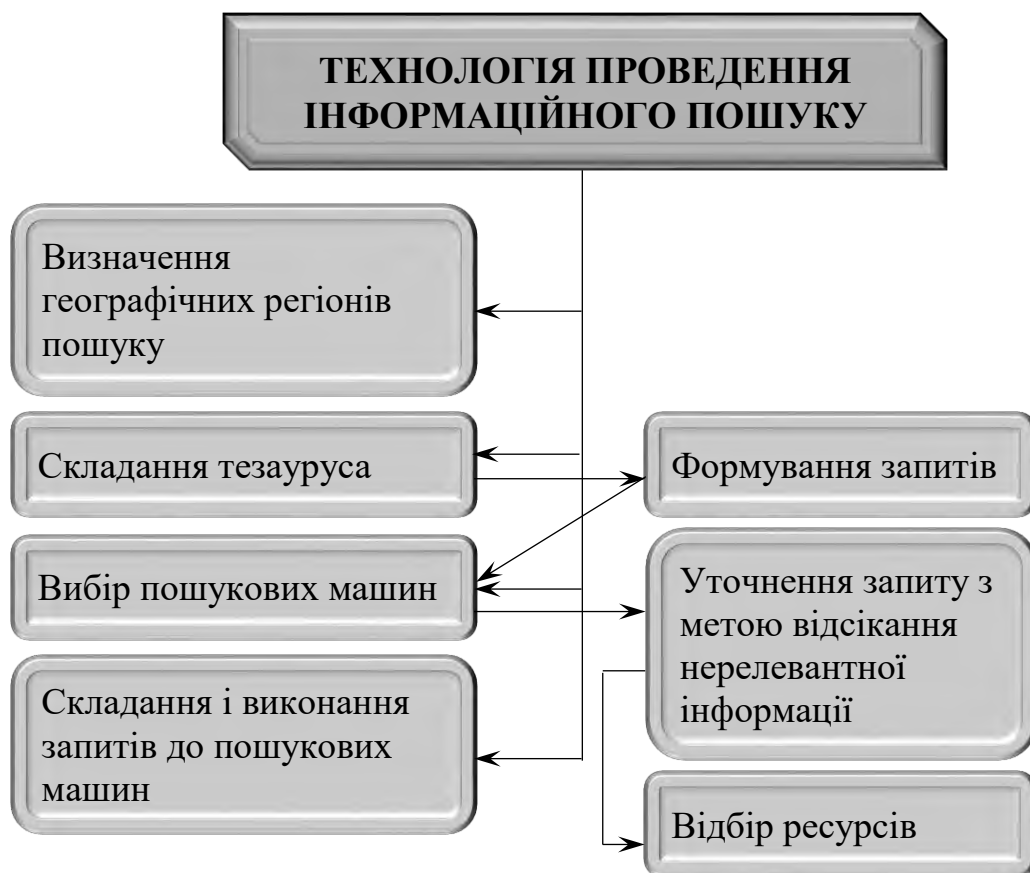 ТЕХНОЛОГІЯ ПРОВЕДЕННЯ
ІНФОРМАЦІЙНОГО ПОШУКУ
Визначення
географічних регіонів
пошуку
Складання тезауруса
Формування запитів
Вибір пошукових машин
Уточнення запиту з
метою відсікання
нерелевантної
інформації
Складання і виконання
запитів до пошукових
машин
Відбір ресурсів